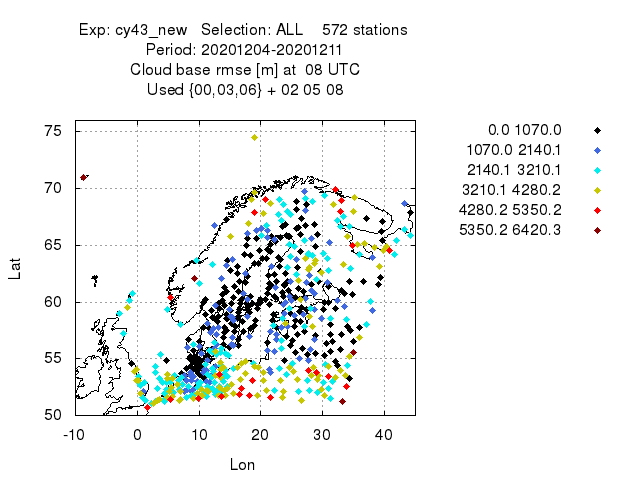 Exp: cy43_new   Selection: ALL    572 stations
Period: 20201204-20201211
Cloud base rmse [m] at  08 UTC
Used {00,03,06} + 02 05 08
0.0 1070.0
1070.0 2140.1
2140.1 3210.1
3210.1 4280.2
4280.2 5350.2
5350.2 6420.3
Lat
75
70
65
60
55
50
-10 0 10 20 30 40
Lon